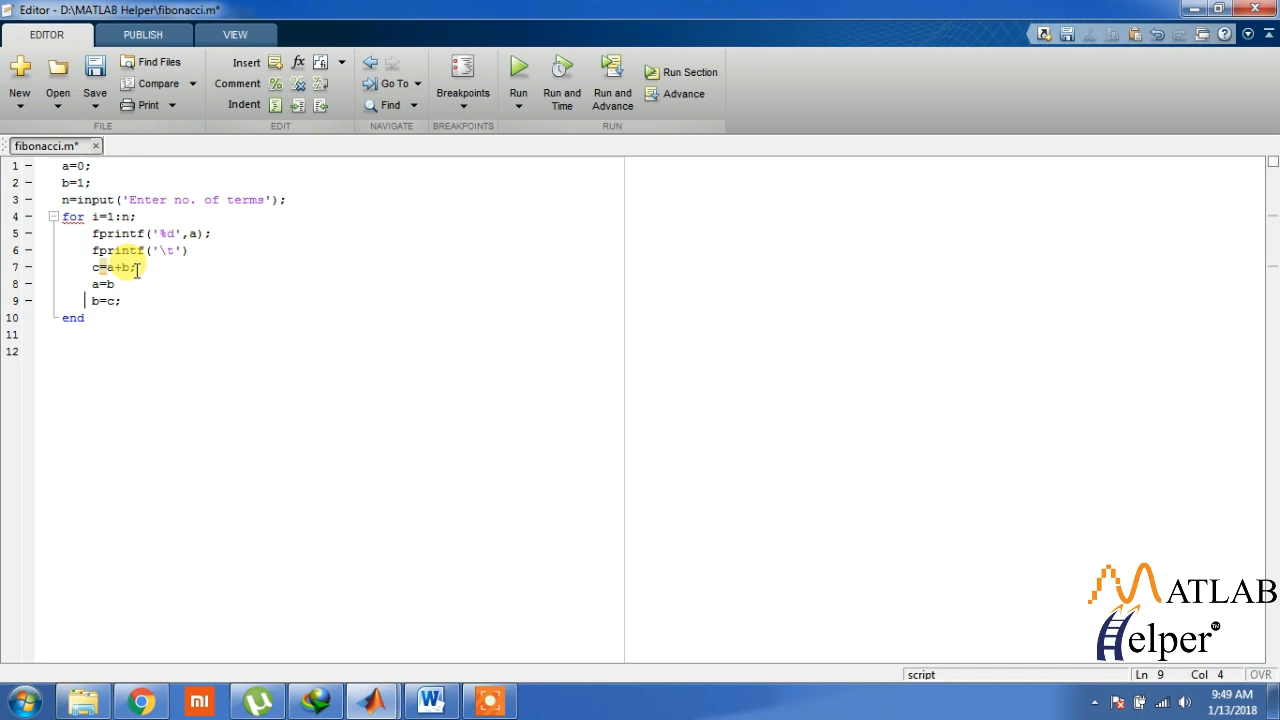 Editor - D:\MATLAB Helper\fibonacci.m*
EDITOR PUBLISH VIEW
New Open Save Find Files Compare Print
FILE
Insert fx
Comment %
Indent
EDIT
Go To
Find
NAVIGATE
Breakpoints
BREAKPOINTS
Run Run and Time Run and Advance Run Section Advance
RUN
fibonacci.m* ×
1 – a=0;
2 – b=1;
3 – n=input('Enter no. of terms');
4 – for i=1:n;
5 – fprintf('%d',a);
6 – fprintf('\t')
7 – c=a+b;
8 – a=b
9 – b=c;
10 – end
11
12
MATLAB
Helper™
script Ln 9 Col 4 OVR
mi W
9:49 AM
1/13/2018